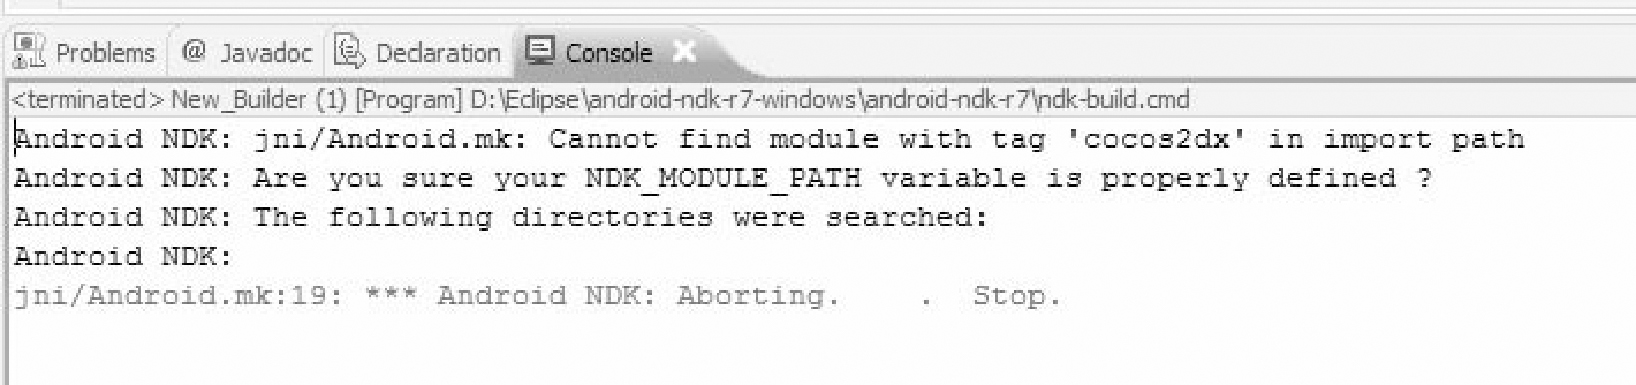 Problems @ Javadoc Declaration Console
<terminated> New_Builder (1) [Program] D:\Eclipse\android-ndk-r7-windows\android-ndk-r7\ndk-build.cmd
Android NDK: jni/Android.mk: Cannot find module with tag 'cocos2dx' in import path
Android NDK: Are you sure your NDK_MODULE_PATH variable is properly defined ?
Android NDK: The following directories were searched:
Android NDK:
jni/Android.mk:19: *** Android NDK: Aborting.    .  Stop.